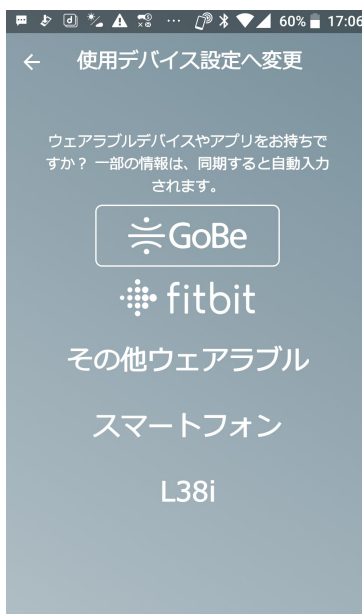 60% 17:06
← 使用デバイス設定へ変更
ウェアラブルデバイスやアプリをお持ちで
すか？ 一部の情報は、同期すると自動入力
されます。
GoBe
fitbit
その他ウェアラブル
スマートフォン
L38i